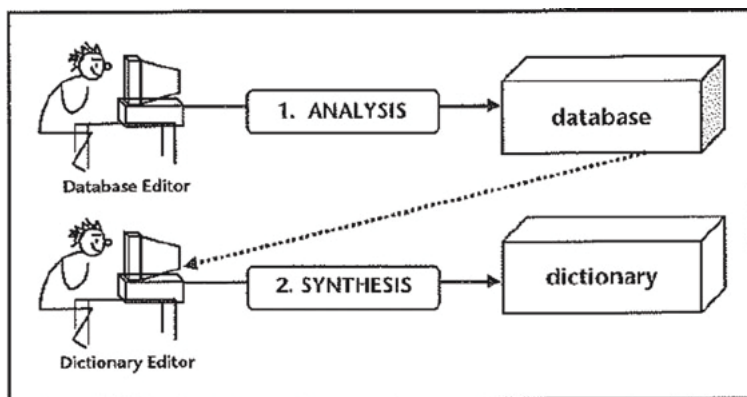 1. ANALYSIS
database
Database Editor
2. SYNTHESIS
dictionary
Dictionary Editor